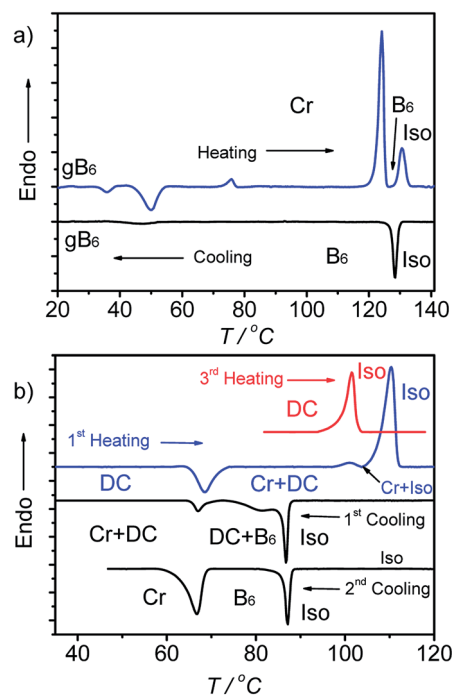 a)
Endo
Cr
B6
Iso
Heating
gB6
gB6
Cooling
B6
Iso
20 40 60 80 100 120 140
T / °C
b)
Endo
3rd Heating
Iso
Iso
DC
1st Heating
DC
Cr+DC
Cr+Iso
1st Cooling
Cr+DC
DC+B6
Iso
Iso
Cr
B6
Iso
2nd Cooling
40 60 80 100 120
T / °C